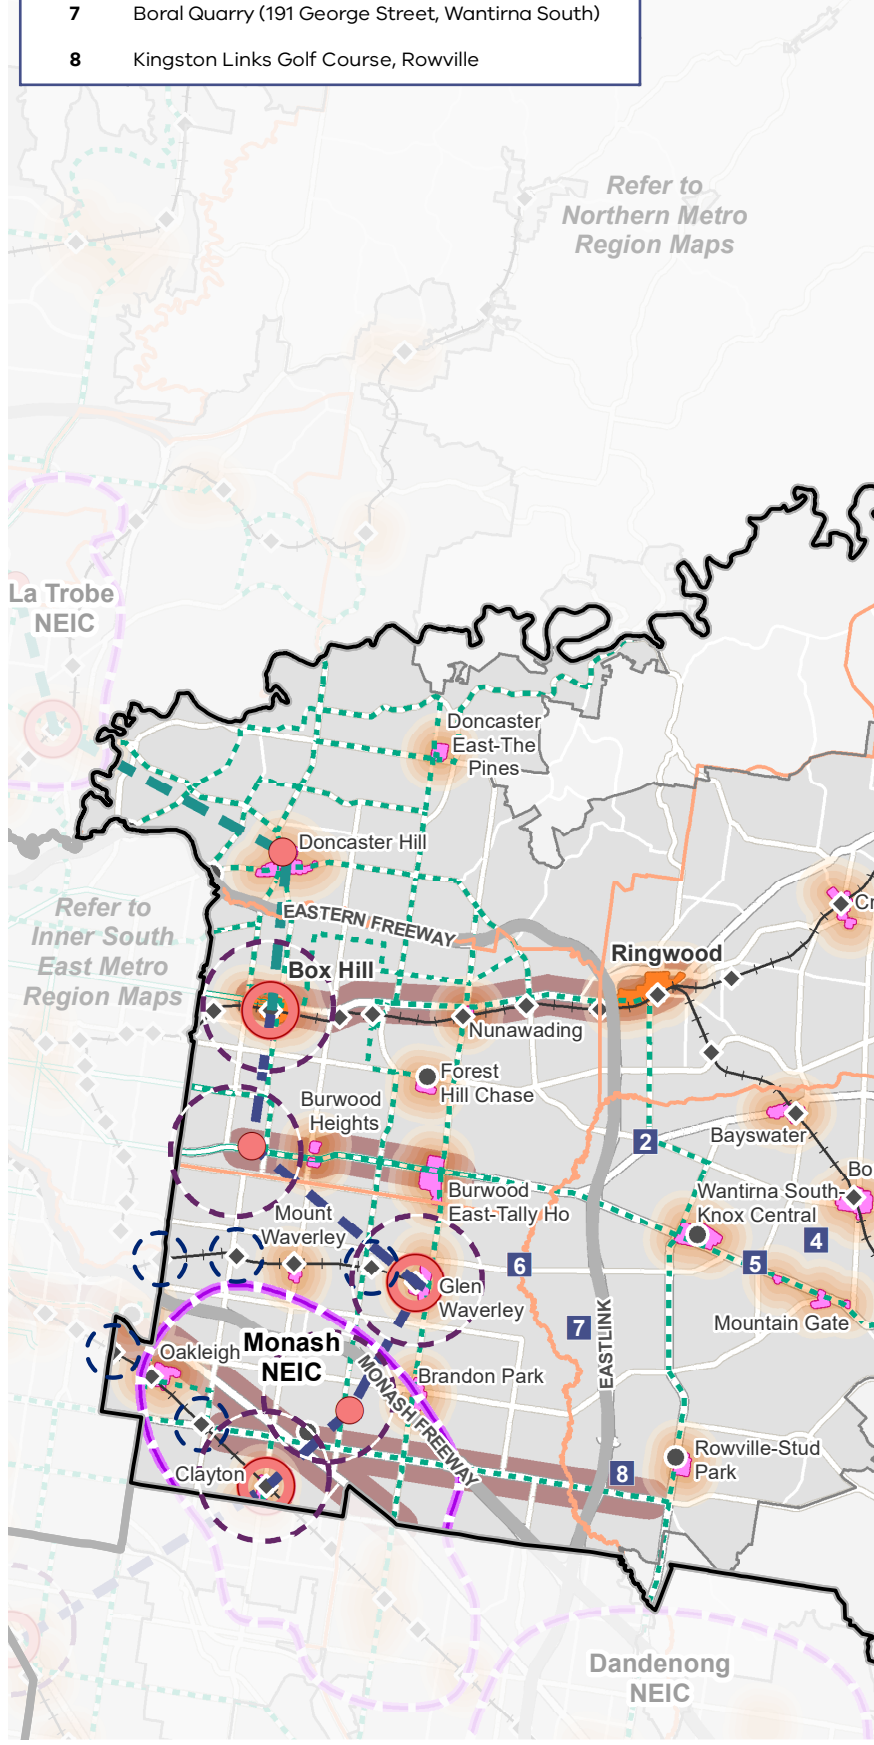 7 Boral Quarry (191 George Street, Wantirna South)
8 Kingston Links Golf Course, Rowville
Refer to
Northern Metro
Region Maps
La Trobe
NEIC
Doncaster
East-The
Pines
Doncaster Hill
Refer to
Inner South
East Metro
Region Maps
EASTERN FREEWAY
Cr
Ringwood
Box Hill
Nunawading
Forest
Hill Chase
Burwood
Heights
Bayswater
2
Bo
Burwood
East-Tally Ho
Wantirna South-
Knox Central
4
Mount
Waverley
6
5
Glen
Waverley
7
Mountain Gate
EASTLINK
Oakleigh
Monash
NEIC
MONASH FREEWAY
Brandon Park
Rowville-Stud
Park
Clayton
8
Dandenong
NEIC